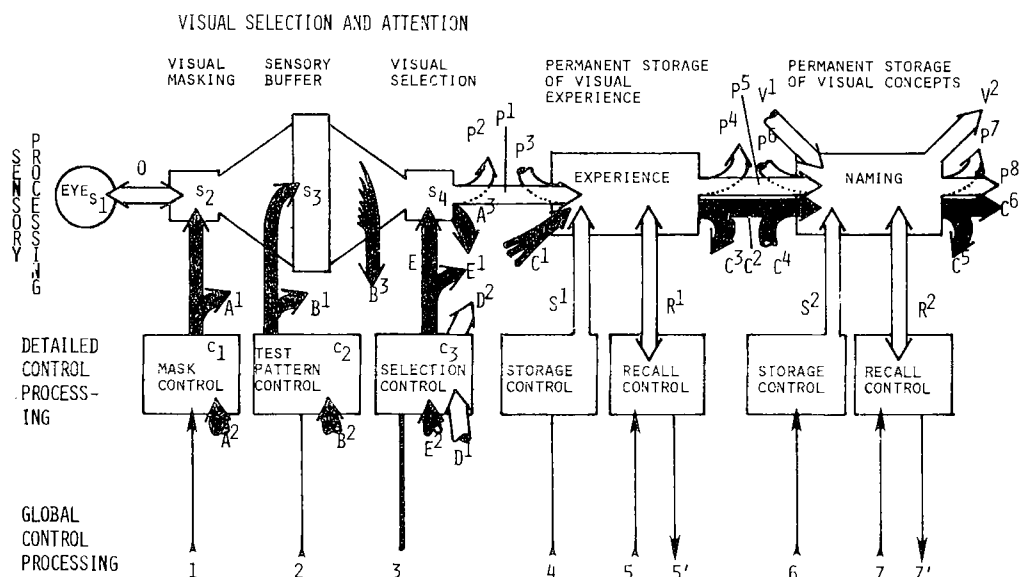 VISUAL SELECTION AND ATTENTION
VISUAL
MASKING
SENSORY
BUFFER
VISUAL
SELECTION
PERMANENT STORAGE
OF VISUAL
EXPERIENCE
PERMANENT STORAGE
OF VISUAL CONCEPTS
SENSORY
PROCESSING
EYE S1
O
S2
S3
S4
P2
P1
P3
EXPERIENCE
P4
P5
P6
V1
NAMING
V2
P7
P8
C6
A3
C1
C3
C2
C4
C5
A1
B1
B3
E
E1
D2
S1
R1
S2
R2
DETAILED
CONTROL
PROCESS-
ING
C1
MASK
CONTROL
A2
C2
TEST
PATTERN
CONTROL
B2
C3
SELECTION
CONTROL
E2
D1
STORAGE
CONTROL
RECALL
CONTROL
STORAGE
CONTROL
RECALL
CONTROL
GLOBAL
CONTROL
PROCESSING
1
2
3
4
5
5'
6
7
7'